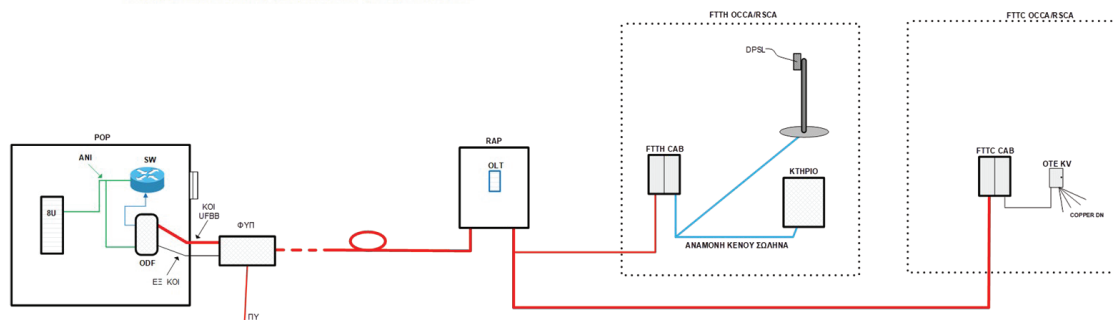 FTTH OCCA/RSCA
FTTC OCCA/RSCA
DPSL
POP
RAP
ANI
SW
OLT
FTTH CAB
FTTC CAB
OTE KV
ΚΤΗΡΙΟ
8U
ΚΟΙ
UFBB
ΦΥΠ
COPPER DN
ΑΝΑΜΟΝΗ ΚΕΝΟΥ ΣΩΛΗΝΑ
ODF
ΕΞ ΚΟΙ
ΠΥ